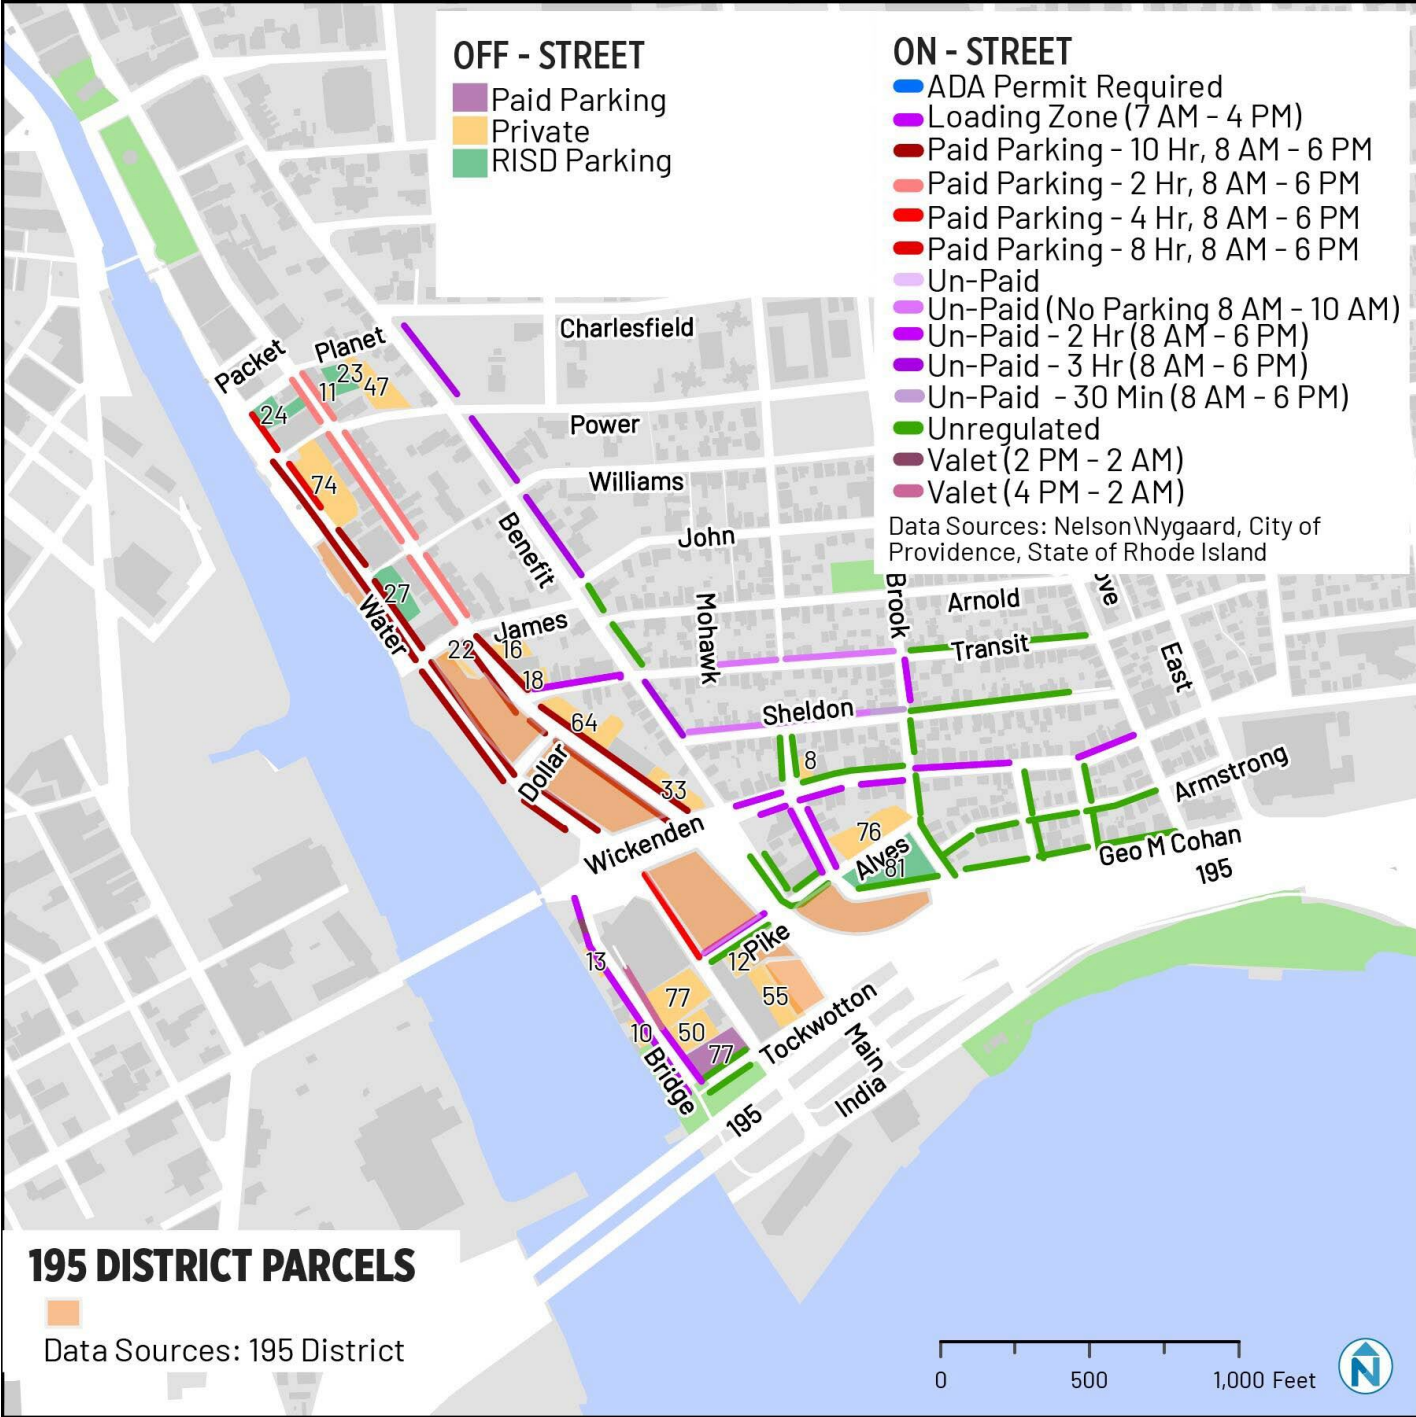 OFF - STREET
Paid Parking
Private
RISD Parking
ON - STREET
ADA Permit Required
Loading Zone (7 AM - 4 PM)
Paid Parking - 10 Hr, 8 AM - 6 PM
Paid Parking - 2 Hr, 8 AM - 6 PM
Paid Parking - 4 Hr, 8 AM - 6 PM
Paid Parking - 8 Hr, 8 AM - 6 PM
Un-Paid
Un-Paid (No Parking 8 AM - 10 AM)
Un-Paid - 2 Hr (8 AM - 6 PM)
Un-Paid - 3 Hr (8 AM - 6 PM)
Un-Paid - 30 Min (8 AM - 6 PM)
Unregulated
Valet (2 PM - 2 AM)
Valet (4 PM - 2 AM)
Data Sources: Nelson\Nygaard, City of
Providence, State of Rhode Island
Charlesfield
Planet
Packet
23
11
47
24
Power
74
Williams
Benefit
John
27
Water
Mohawk
Brook
Arnold
ove
James
22
16
18
Transit
East
Sheldon
64
8
Dollar
33
Armstrong
Wickenden
76
Alves
81
Geo M Cohan
195
Pike
12
13
77
55
10
50
77
Tockwotton
Main
Bridge
India
195
195 DISTRICT PARCELS
Data Sources: 195 District
0
500
1,000 Feet
N